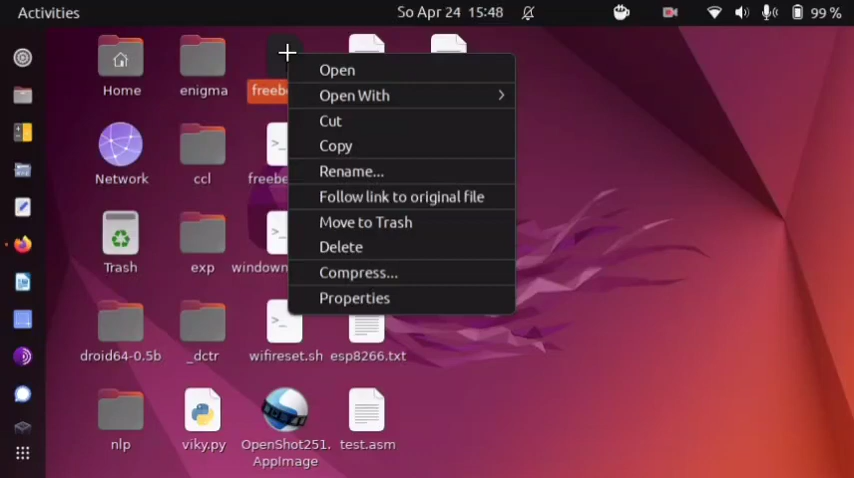 Activities
So Apr 24 15:48
99 %
Home
enigma
freebe
Open
Open With
Cut
Copy
Rename...
Follow link to original file
Move to Trash
Delete
Compress...
Properties
Network
ccl
freebe
Trash
exp
window
droid64-0.5b
_dctr
wifireset.sh
esp8266.txt
nlp
viky.py
OpenShot251.
AppImage
test.asm